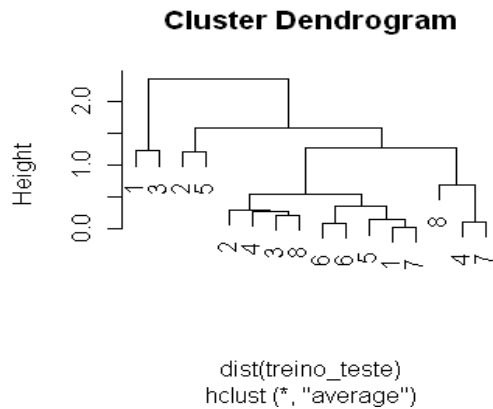 Cluster Dendrogram
Height
2.0
1.0
0.0
1 3 2 5 2 4 3 8 6 6 5 1 7 8 4 7
dist(treino_teste)
hclust (*, "average")